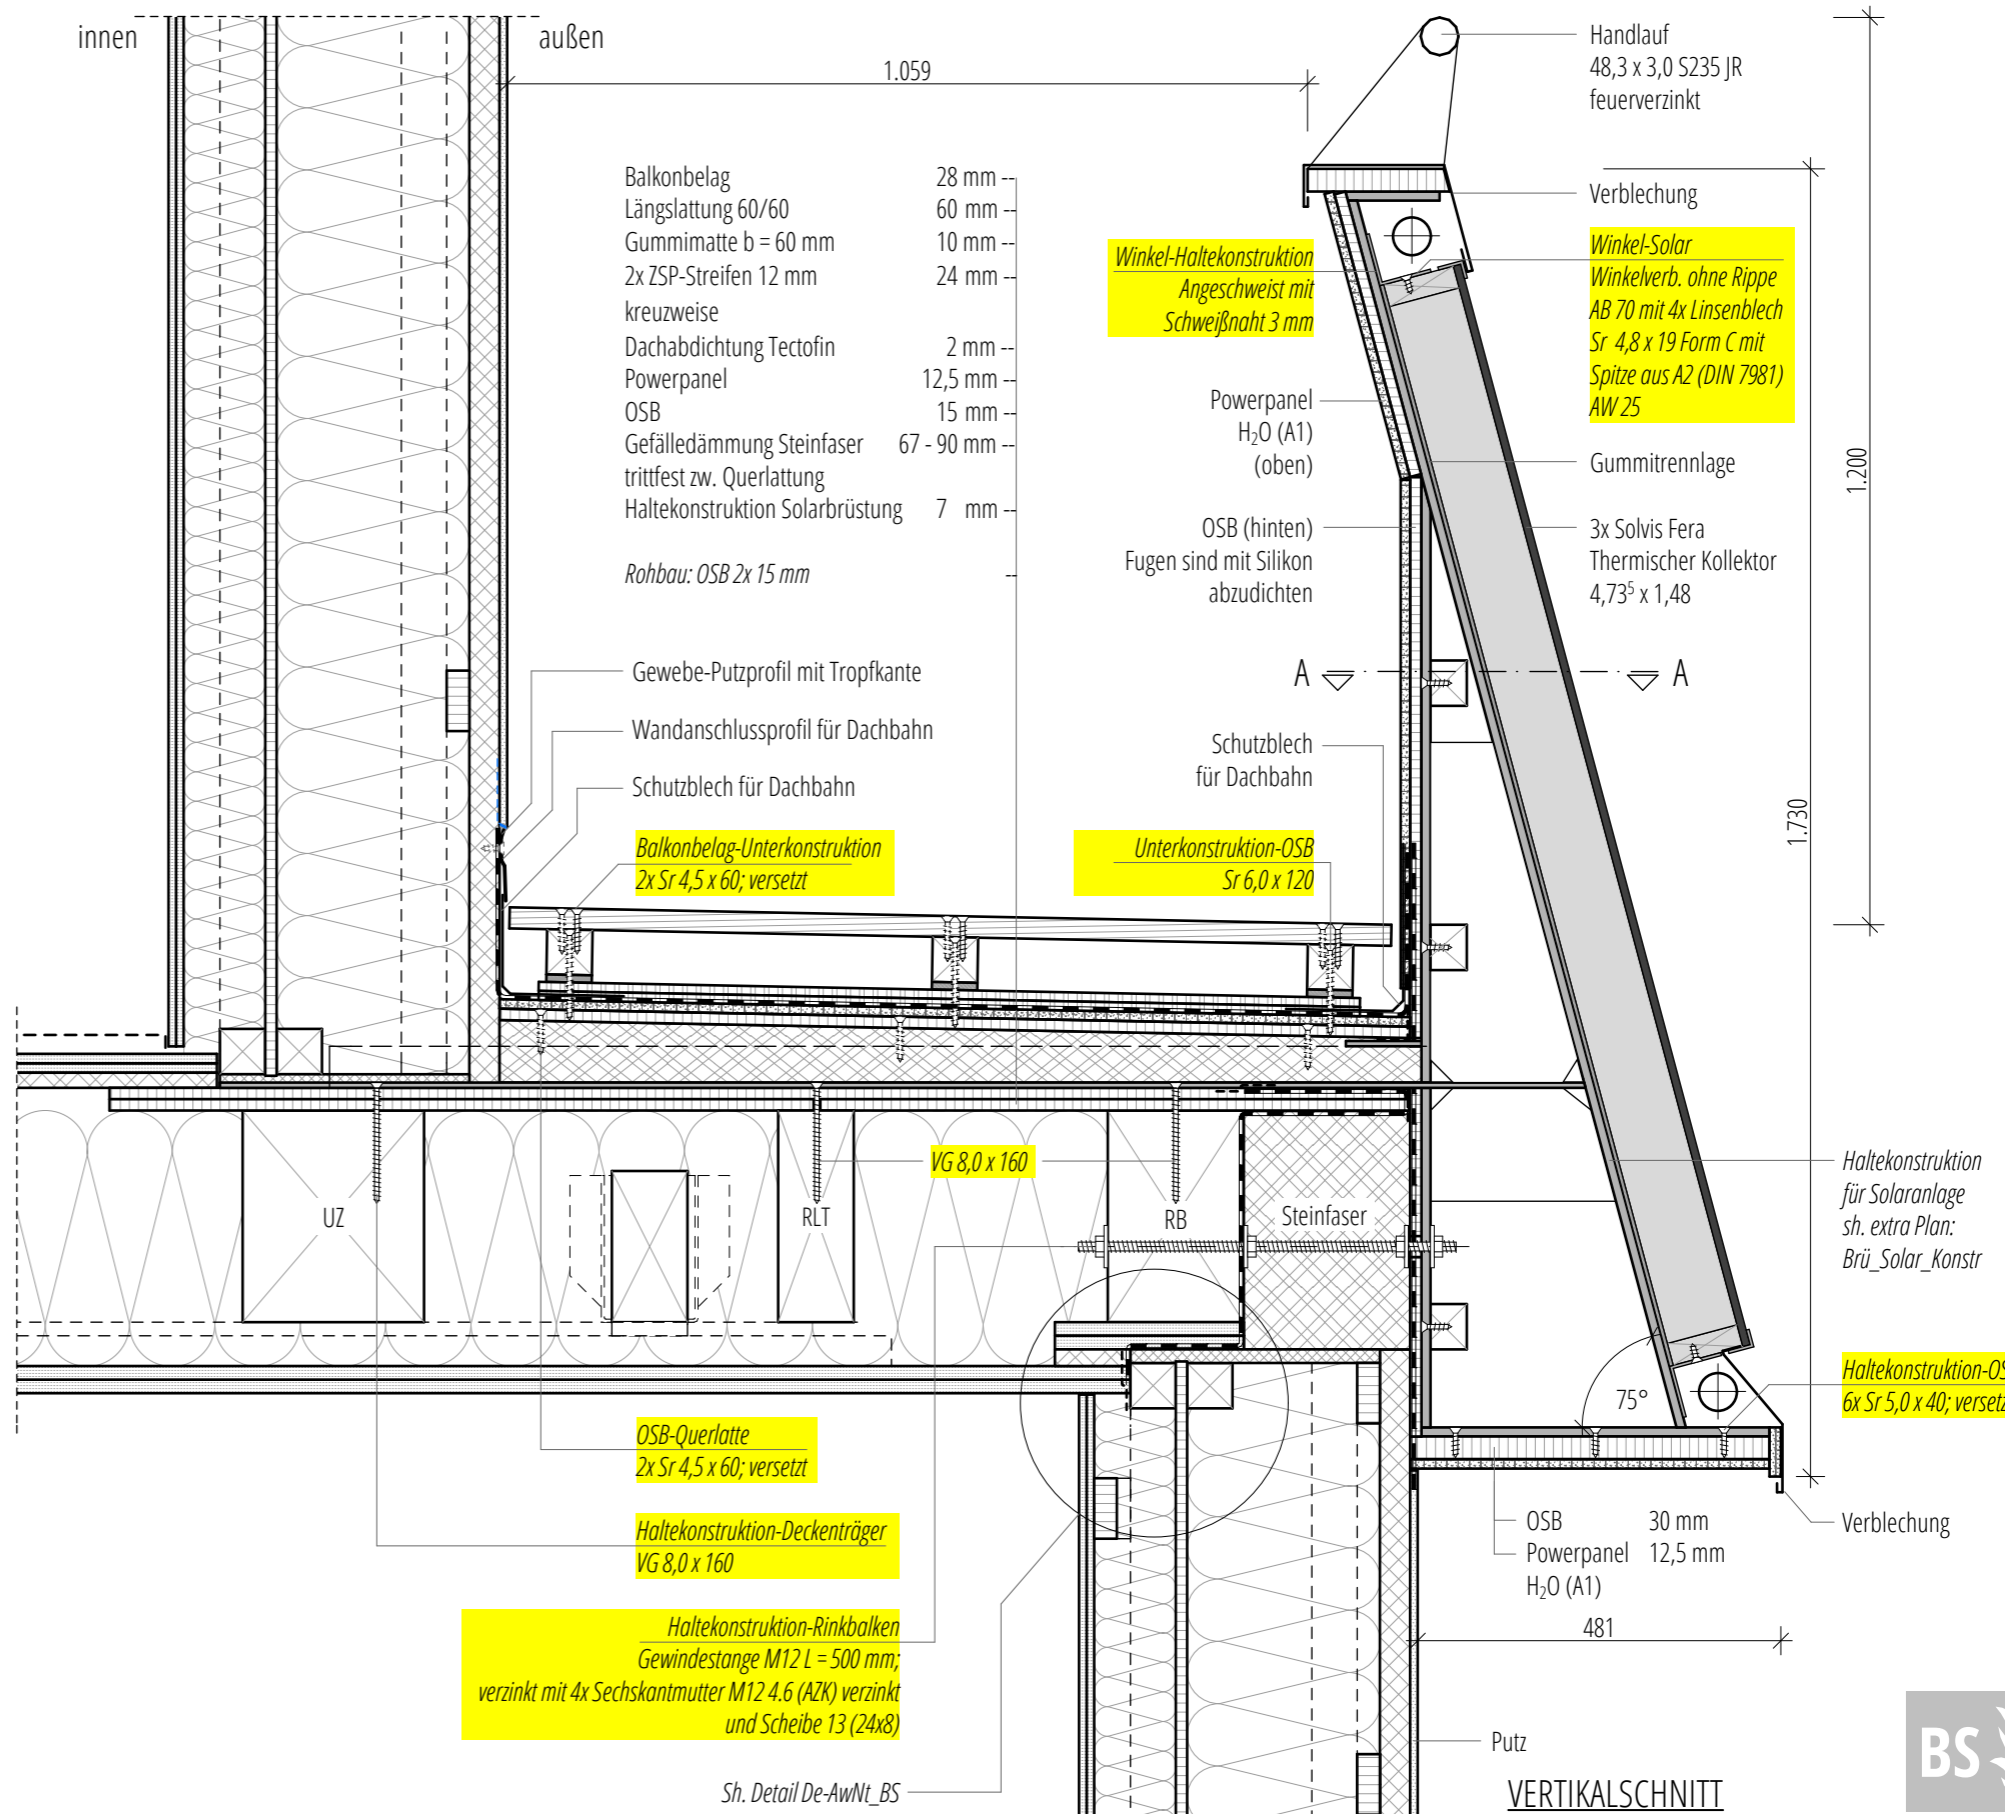 innen
außen
1.059
Handlauf
48,3 x 3,0 S235 JR
feuerverzinkt
Balkonbelag 28 mm --
Längslattung 60/60 60 mm --
Gummimatte b = 60 mm 10 mm --
2x ZSP-Streifen 12 mm 24 mm --
kreuzweise
Dachabdichtung Tectofin 2 mm --
Powerpanel 12,5 mm --
OSB 15 mm --
Gefälledämmung Steinfaser 67 - 90 mm --
trittfest zw. Querlattung
Haltekonstruktion Solarbrüstung 7 mm --
Rohbau: OSB 2x 15 mm --
Verblechung
Winkel-Haltekonstruktion
Angeschweist mit
Schweißnaht 3 mm
Winkel-Solar
Winkelverb. ohne Rippe
AB 70 mit 4x Linsenblech
Sr 4,8 x 19 Form C mit
Spitze aus A2 (DIN 7981)
AW 25
Powerpanel
H₂O (A1)
(oben)
Gummitrennlage
1.200
OSB (hinten)
Fugen sind mit Silikon
abzudichten
3x Solvis Fera
Thermischer Kollektor
4,73⁵ x 1,48
Gewebe-Putzprofil mit Tropfkante
A
A
Wandanschlussprofil für Dachbahn
Schutzblech
für Dachbahn
Schutzblech für Dachbahn
1.730
Balkonbelag-Unterkonstruktion
2x Sr 4,5 x 60; versetzt
Unterkonstruktion-OSB
Sr 6,0 x 120
VG 8,0 x 160
UZ
RLT
RB
Steinfaser
Haltekonstruktion
für Solaranlage
sh. extra Plan:
Brü_Solar_Konstr
75°
Haltekonstruktion-OS
6x Sr 5,0 x 40; versetz
OSB-Querlatte
2x Sr 4,5 x 60; versetzt
Haltekonstruktion-Deckenträger
VG 8,0 x 160
OSB 30 mm
Powerpanel 12,5 mm
H₂O (A1)
Verblechung
Haltekonstruktion-Rinkbalken
Gewindestange M12 L = 500 mm;
verzinkt mit 4x Sechskantmutter M12 4.6 (AZK) verzinkt
und Scheibe 13 (24x8)
481
Putz
Sh. Detail De-AwNt_BS
VERTIKALSCHNITT
BS